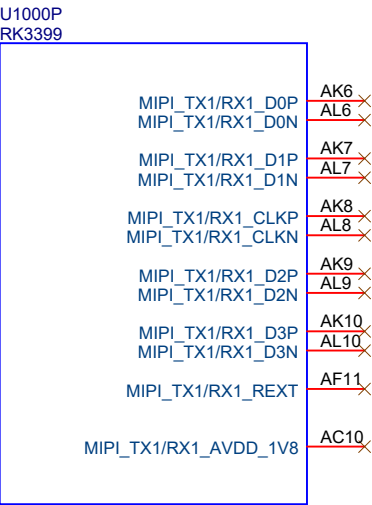 U1000P
RK3399
MIPI_TX1/RX1_D0P AK6
MIPI_TX1/RX1_D0N AL6
MIPI_TX1/RX1_D1P AK7
MIPI_TX1/RX1_D1N AL7
MIPI_TX1/RX1_CLKP AK8
MIPI_TX1/RX1_CLKN AL8
MIPI_TX1/RX1_D2P AK9
MIPI_TX1/RX1_D2N AL9
MIPI_TX1/RX1_D3P AK10
MIPI_TX1/RX1_D3N AL10
MIPI_TX1/RX1_REXT AF11
MIPI_TX1/RX1_AVDD_1V8 AC10